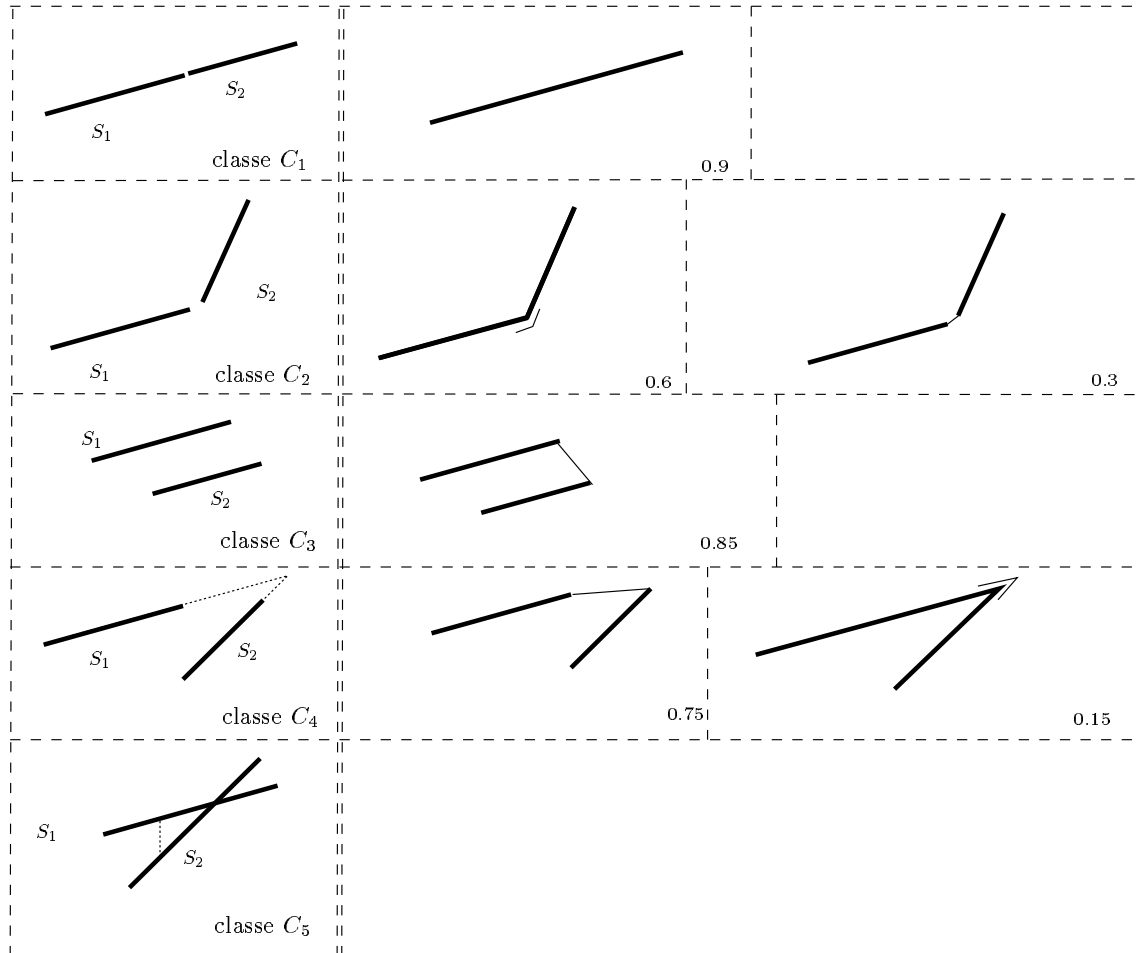 S₂
S₁
classe C₁
0.9
S₂
S₁
classe C₂
0.6
0.3
S₁
S₂
classe C₃
0.85
S₁
S₂
classe C₄
0.75
0.15
S₁
S₂
classe C₅